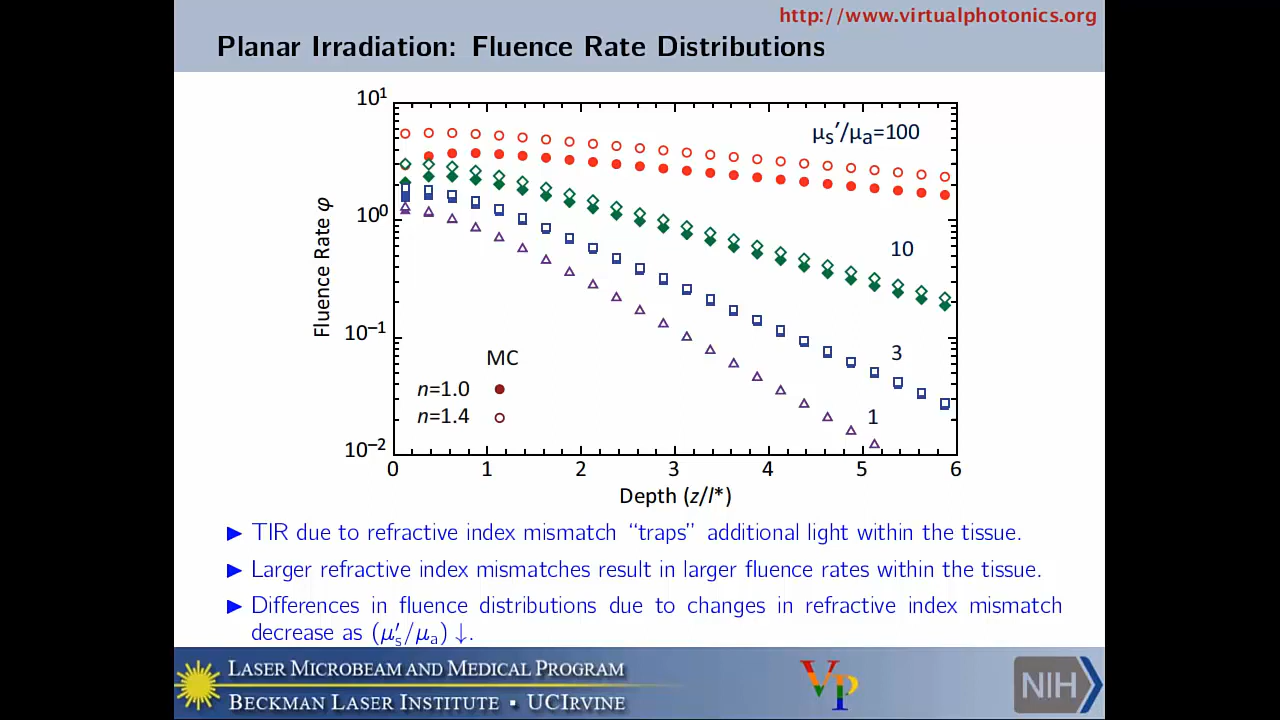 http://www.virtualphotonics.org
Planar Irradiation: Fluence Rate Distributions
10¹
10⁰
10⁻¹
10⁻²
Fluence Rate φ
μₛ′/μₐ=100
10
3
1
MC
n=1.0
n=1.4
0 1 2 3 4 5 6
Depth (z/l*)
▶ TIR due to refractive index mismatch “traps” additional light within the tissue.
▶ Larger refractive index mismatches result in larger fluence rates within the tissue.
▶ Differences in fluence distributions due to changes in refractive index mismatch
decrease as (μ′ₛ/μₐ) ↓.
LASER MICROBEAM AND MEDICAL PROGRAM
BECKMAN LASER INSTITUTE ▪ UCIRVINE
VP
NIH